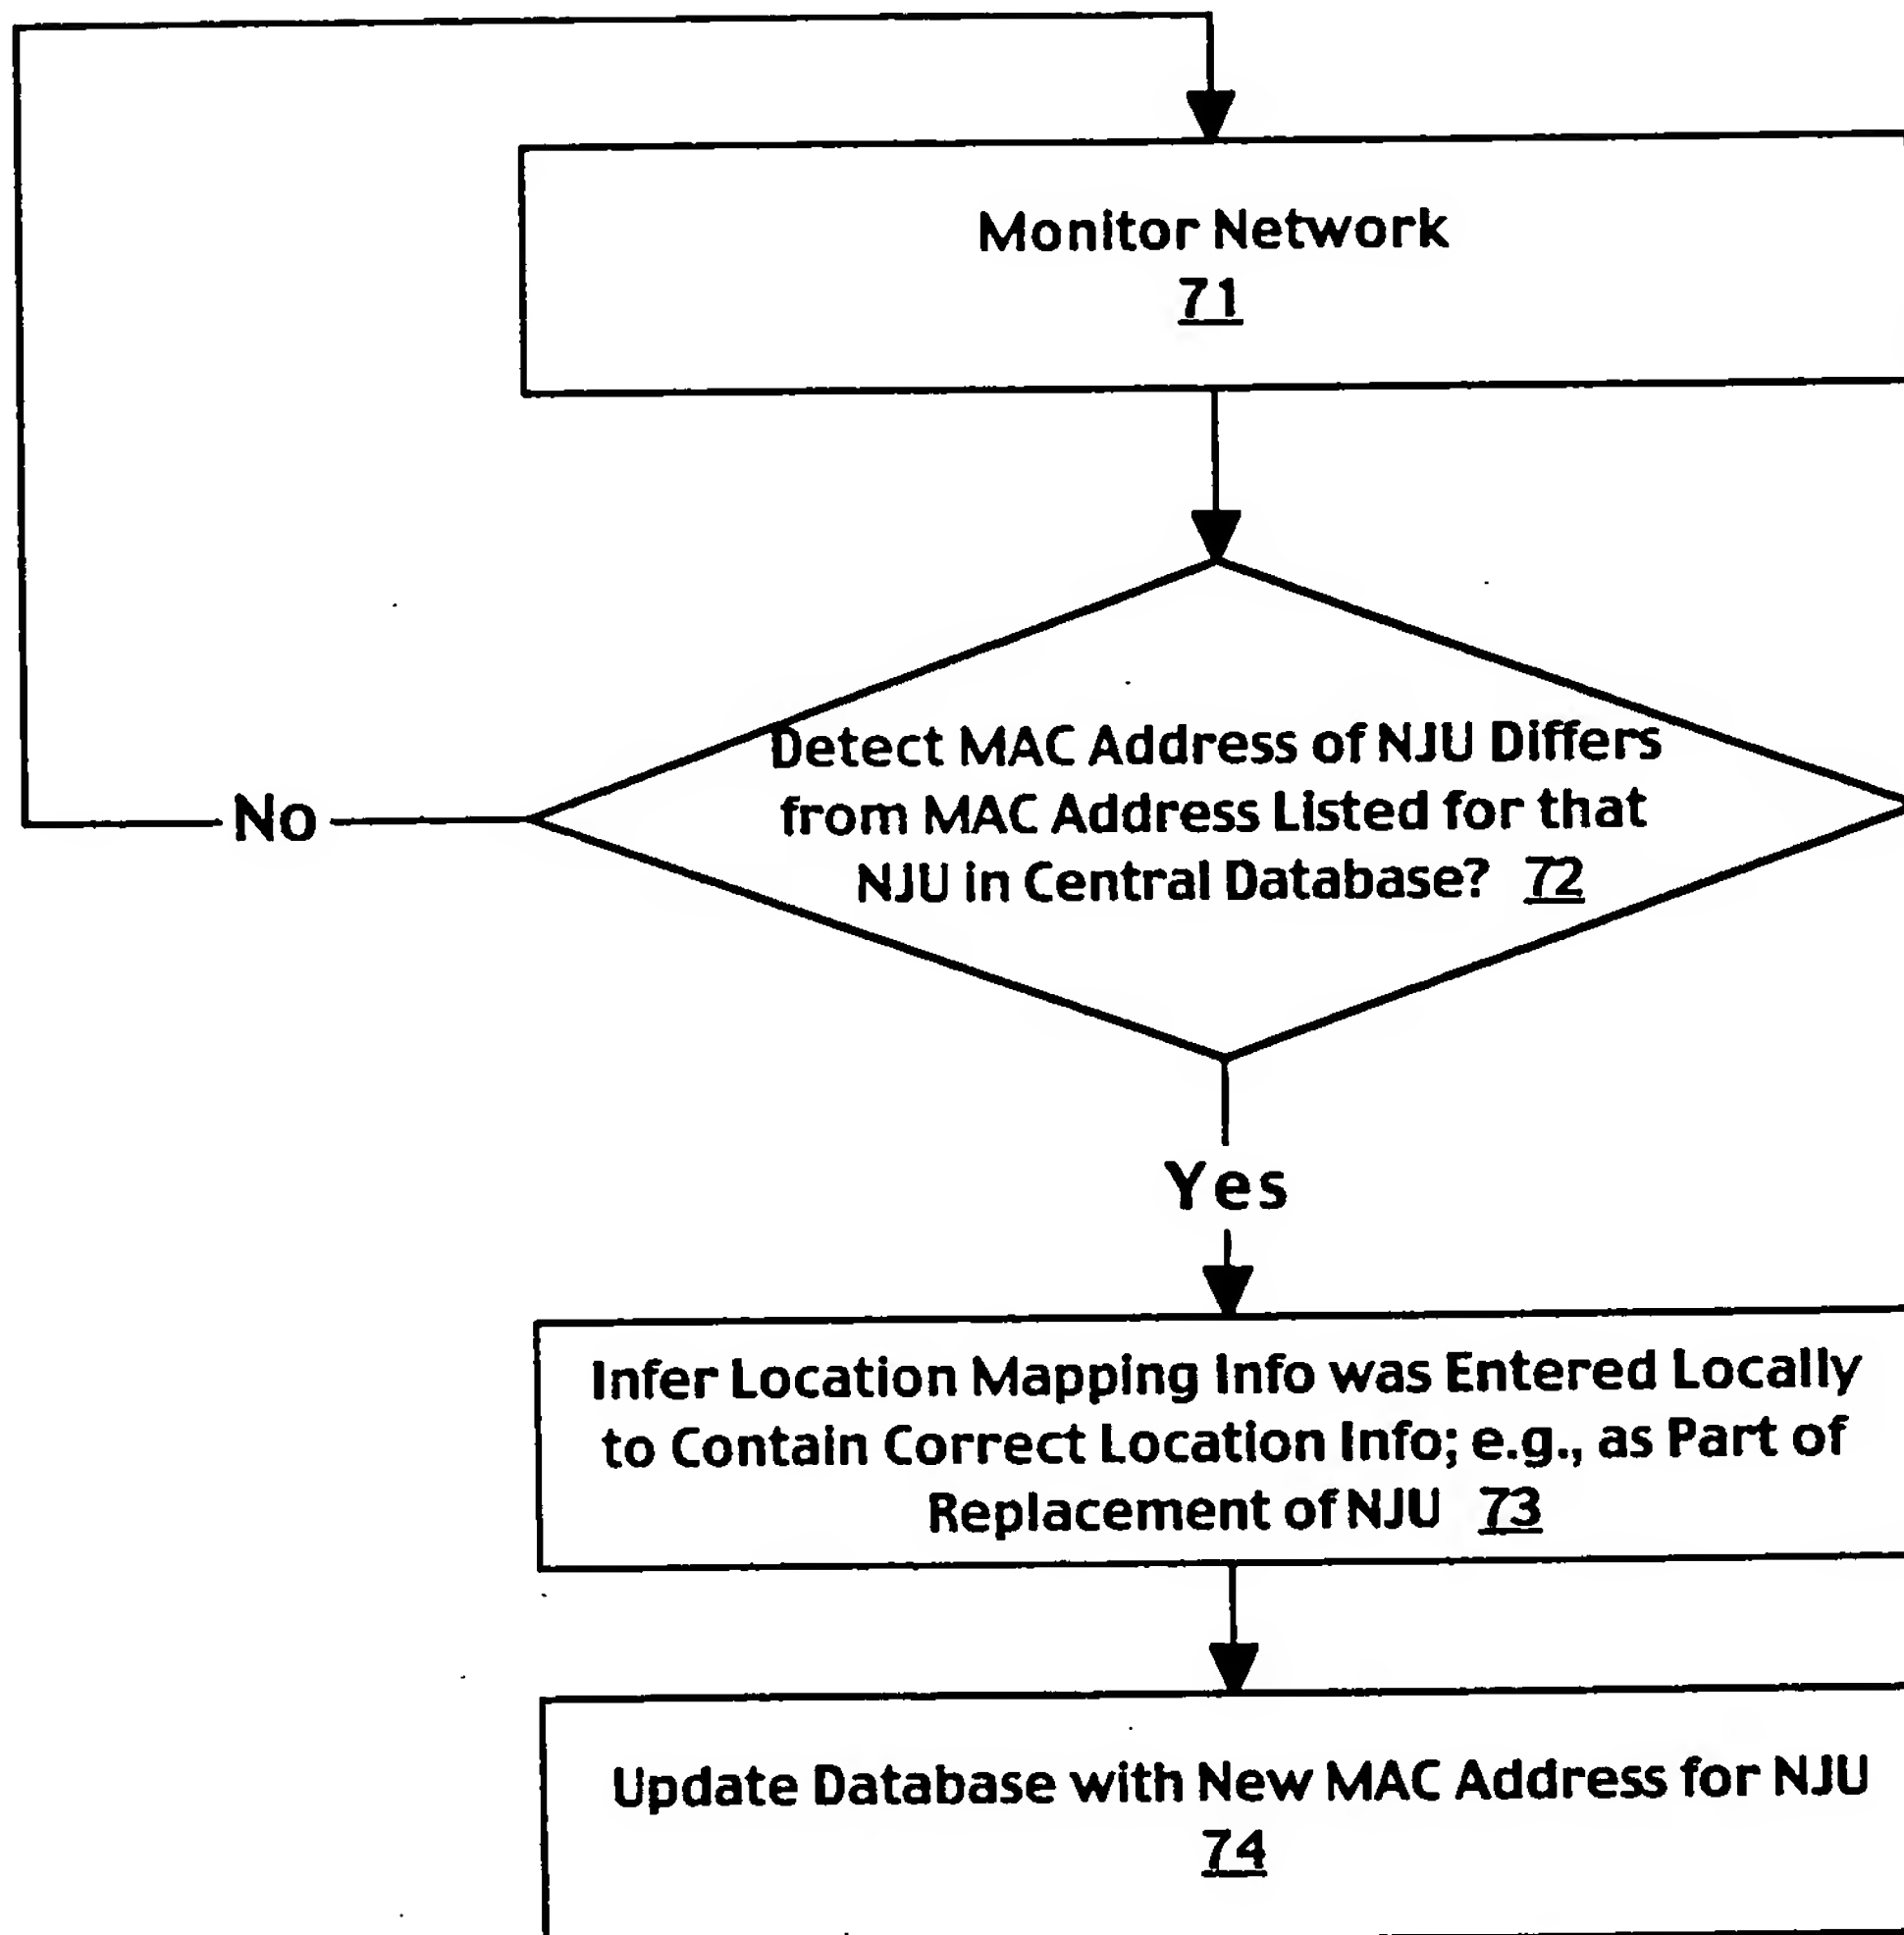 Monitor Network
71
Detect MAC Address of NJU Differs
from MAC Address Listed for that
NJU in Central Database? 72
No
Yes
Infer Location Mapping Info was Entered Locally
to Contain Correct Location Info; e.g., as Part of
Replacement of NJU 73
Update Database with New MAC Address for NJU
74